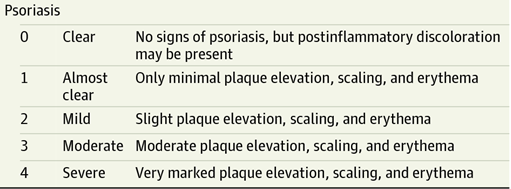 Psoriasis
0 Clear No signs of psoriasis, but postinflammatory discoloration
may be present
1 Almost Only minimal plaque elevation, scaling, and erythema
clear
2 Mild Slight plaque elevation, scaling, and erythema
3 Moderate Moderate plaque elevation, scaling, and erythema
4 Severe Very marked plaque elevation, scaling, and erythema